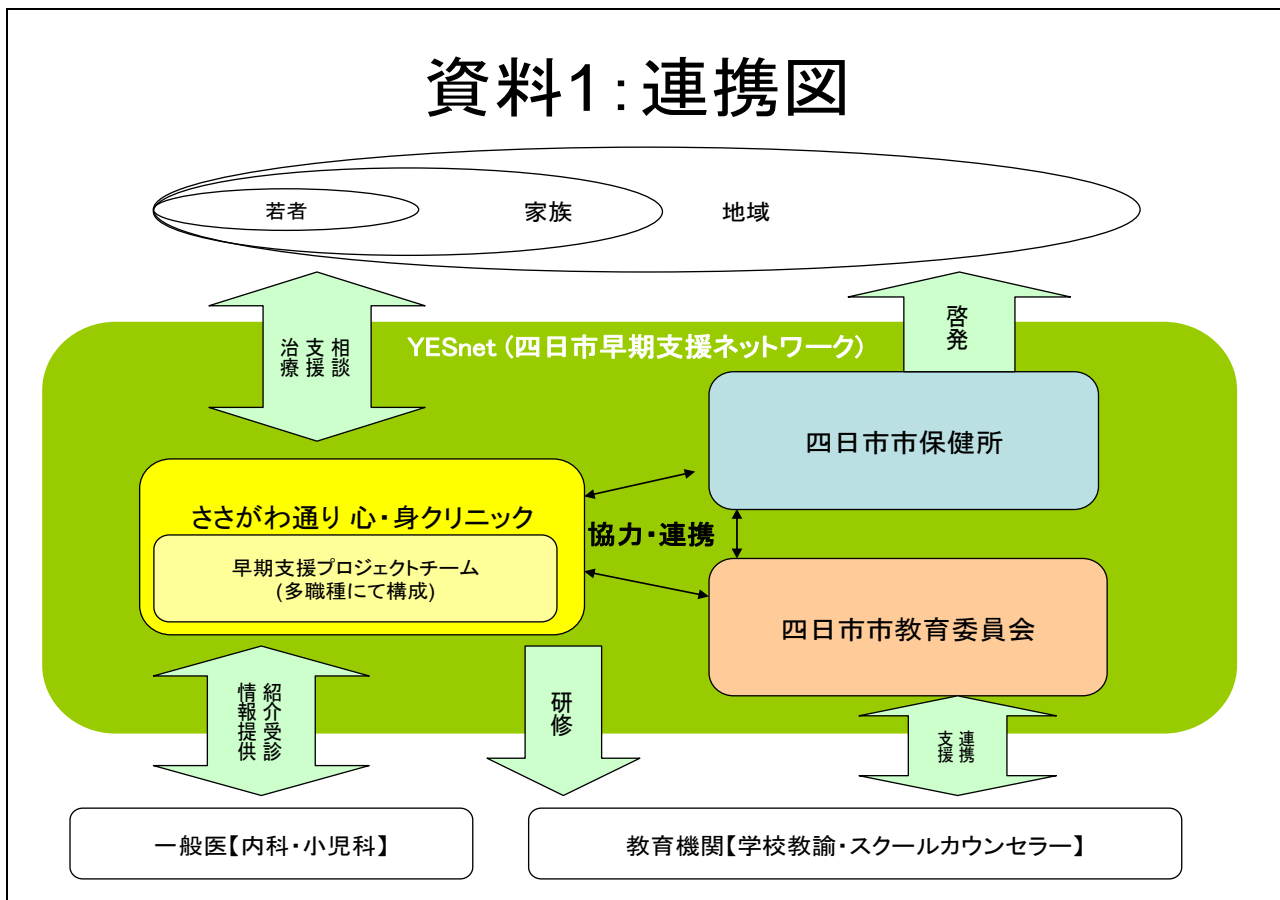 資料1：連携図
若者
家族
地域
相談
支援
治療
啓発
YESnet（四日市早期支援ネットワーク）
四日市市保健所
ささがわ通り 心・身クリニック
早期支援プロジェクトチーム
(多職種にて構成)
協力・連携
四日市市教育委員会
紹介受診
情報提供
研修
連携
支援
一般医【内科・小児科】
教育機関【学校教諭・スクールカウンセラー】